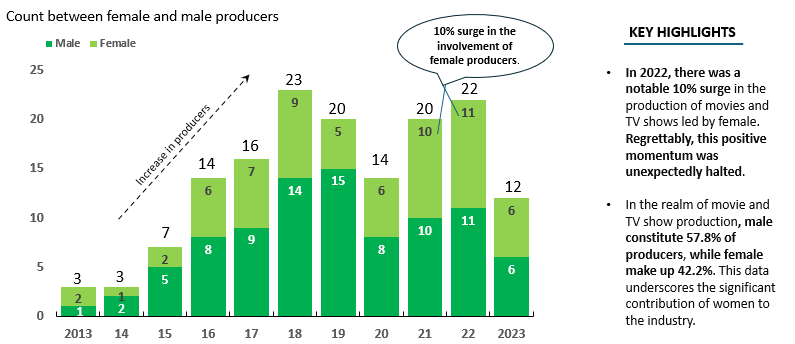 Count between female and male producers
Male Female
10% surge in the
involvement of
female producers.
Increase in producers
25
20
15
10
5
0
3
2
1
3
1
2
7
2
5
14
6
8
16
7
9
23
9
14
20
5
15
14
6
8
20
10
10
22
11
11
12
6
6
2013 14 15 16 17 18 19 20 21 22 2023
KEY HIGHLIGHTS
• In 2022, there was a
notable 10% surge in the
production of movies and
TV shows led by female.
Regrettably, this positive
momentum was
unexpectedly halted.
• In the realm of movie and
TV show production, male
constitute 57.8% of
producers, while female
make up 42.2%. This data
underscores the significant
contribution of women to
the industry.